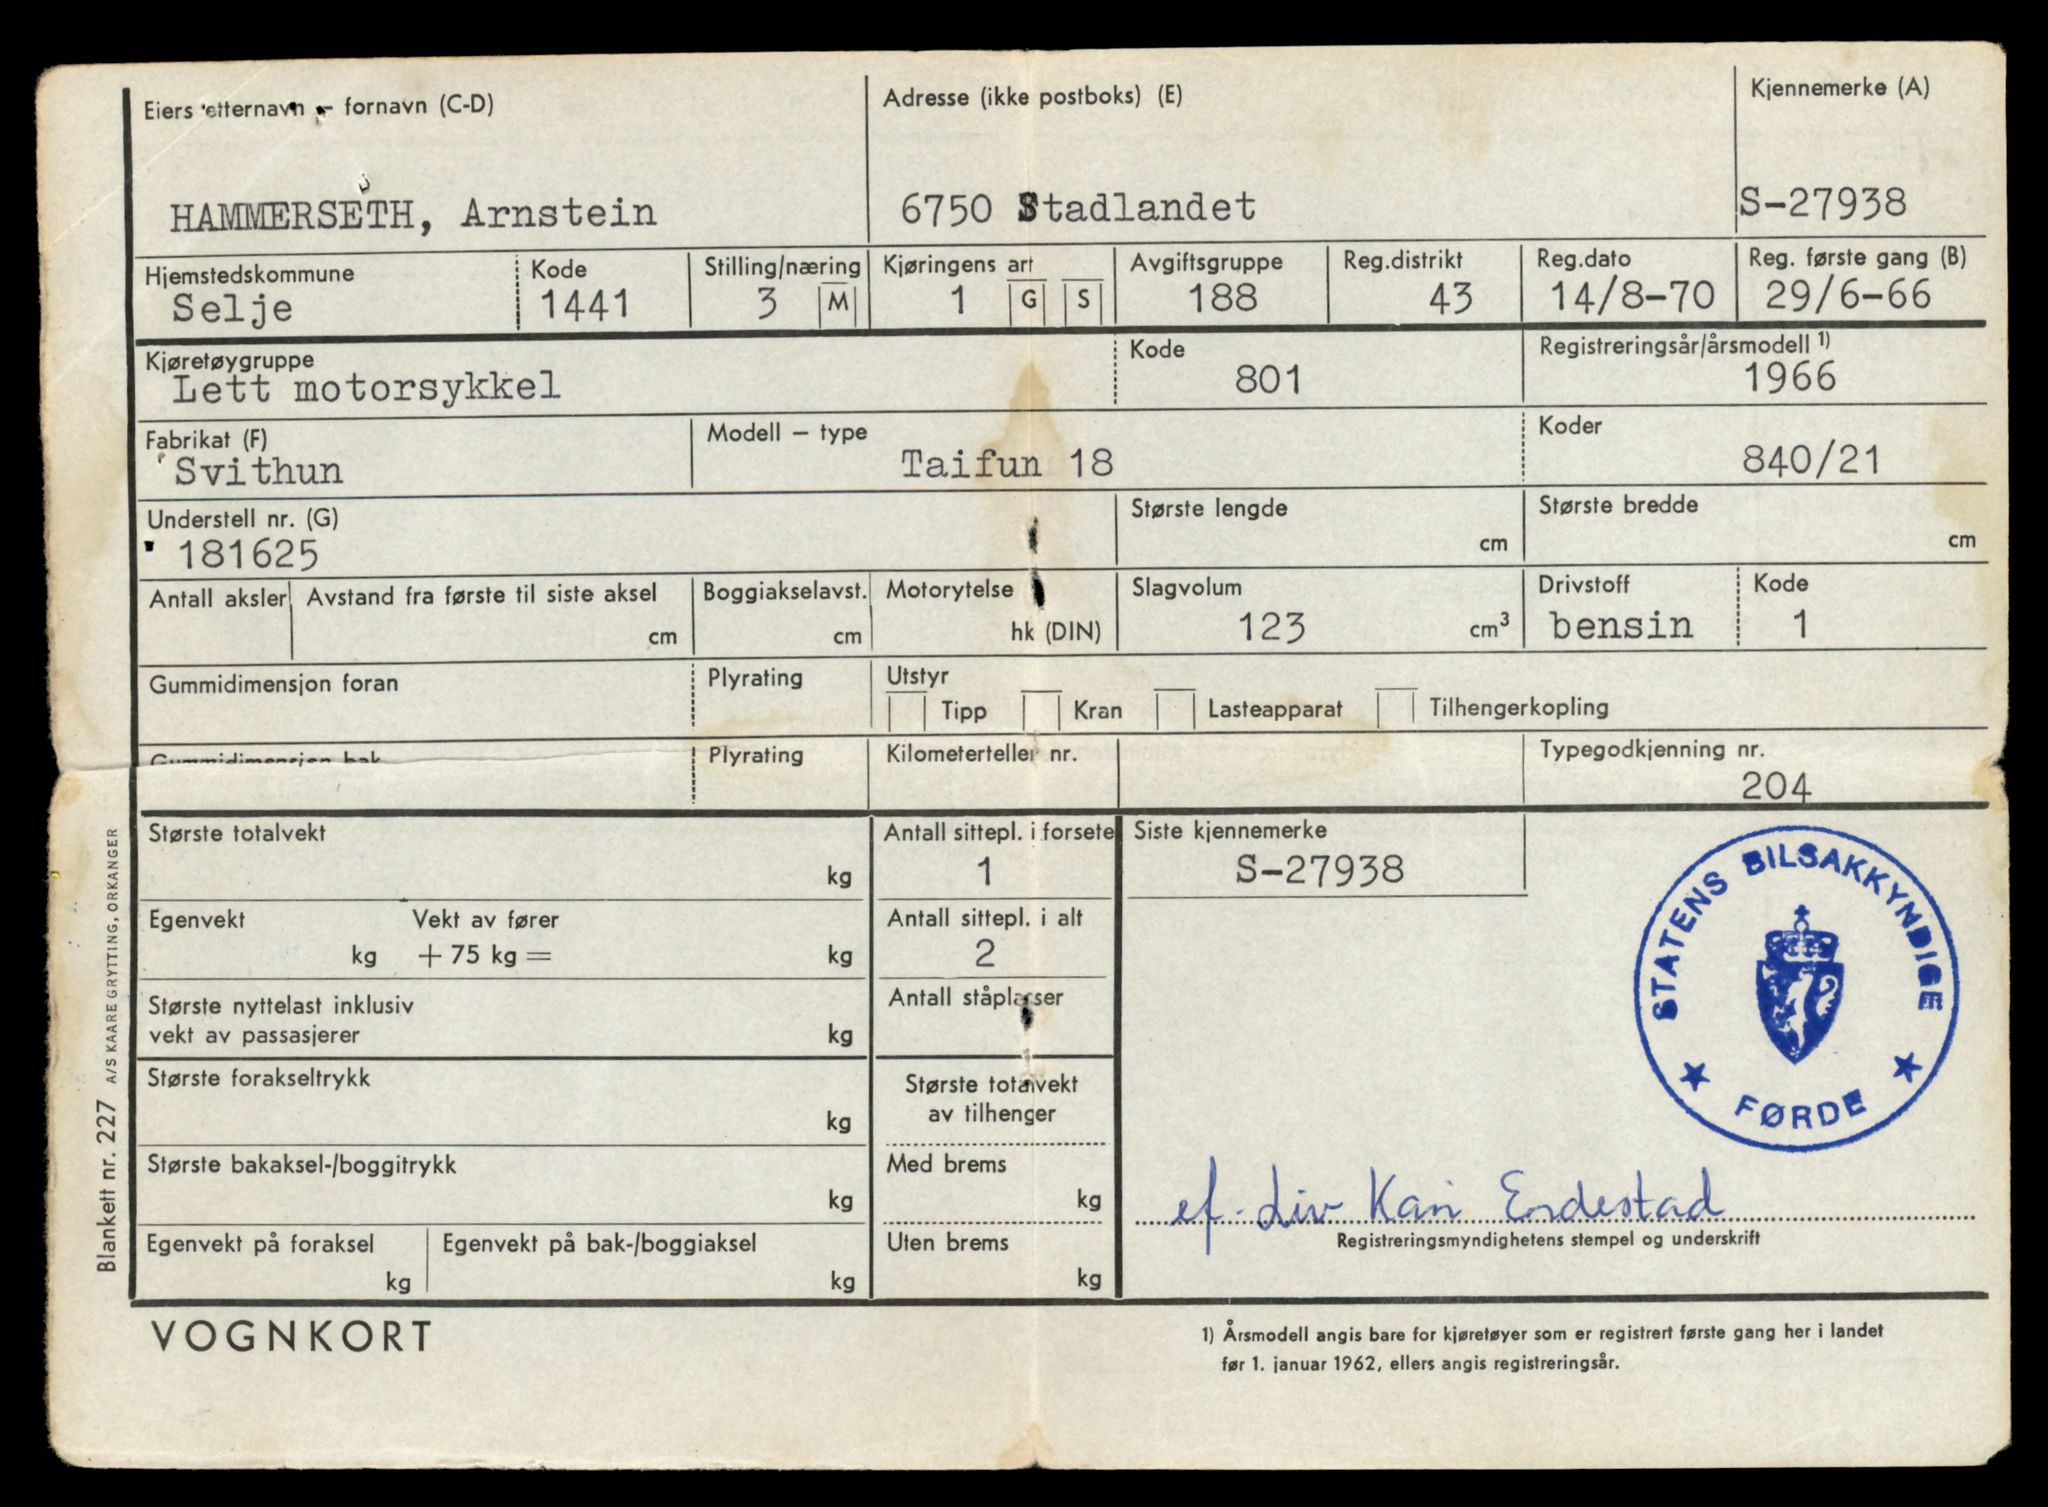 Eiers etternavn – fornavn (C-D)
Adresse (ikke postboks) (E)
Kjennemerke (A)
HAMMERSETH, Arnstein
6750 Stadlandet
S-27938
Hjemstedskommune
Kode
Stilling/næring
Kjøringens art
Avgiftsgruppe
Reg.distrikt
Reg.dato
Reg. første gang (B)
Selje
1441
3 M
1 G S
188
43
14/8-70
29/6-66
Kjøretøygruppe
Kode
Registreringsår/årsmodell 1)
Lett motorsykkel
801
1966
Fabrikat (F)
Modell – type
Koder
Svithun
Taifun 18
840/21
Understell nr. (G)
Største lengde
Største bredde
181625
cm
cm
Antall aksler
Avstand fra første til siste aksel
Boggiakselavst.
Motorytelse
Slagvolum
Drivstoff
Kode
cm
cm
hk (DIN)
123 cm³
bensin
1
Gummidimensjon foran
Plyrating
Utstyr
Tipp
Kran
Lasteapparat
Tilhengerkopling
Gummidimensjon bak
Plyrating
Kilometerteller nr.
Typegodkjenning nr.
204
Største totalvekt
kg
Antall sittepl. i forsete
1
Siste kjennemerke
S-27938
Egenvekt
Vekt av fører
kg + 75 kg = kg
Antall sittepl. i alt
2
Største nyttelast inklusiv
vekt av passasjerer
kg
Antall ståplasser
Største forakseltrykk
kg
Største totalvekt
av tilhenger
Største bakaksel-/boggitrykk
kg
Med brems
kg
Egenvekt på foraksel
kg
Egenvekt på bak-/boggiaksel
kg
Uten brems
kg
STATENS BILSAKKYNDIGE
FØRDE
ef. Liv Kari Endestad
Registreringsmyndighetens stempel og underskrift
VOGNKORT
1) Årsmodell angis bare for kjøretøyer som er registrert første gang her i landet
før 1. januar 1962, ellers angis registreringsår.
Blankett nr. 227 A/S KAARE GRYTTING, ORKANGER